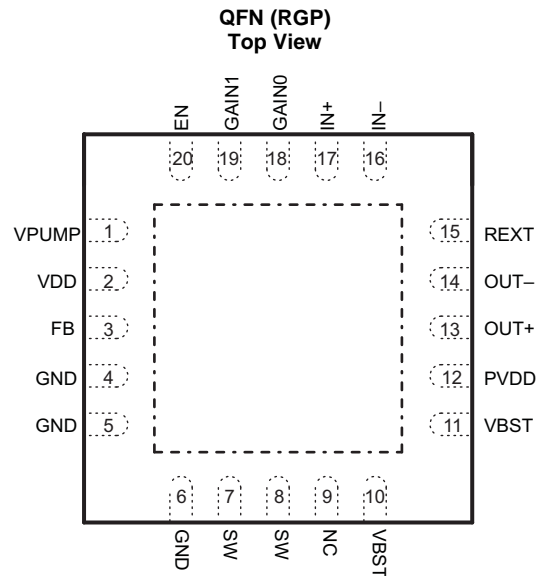 QFN (RGP)
Top View
EN GAIN1 GAIN0 IN+ IN–
20 19 18 17 16
VPUMP 1 15 REXT
VDD 2 14 OUT–
FB 3 13 OUT+
GND 4 12 PVDD
GND 5 11 VBST
6 7 8 9 10
GND SW SW NC VBST